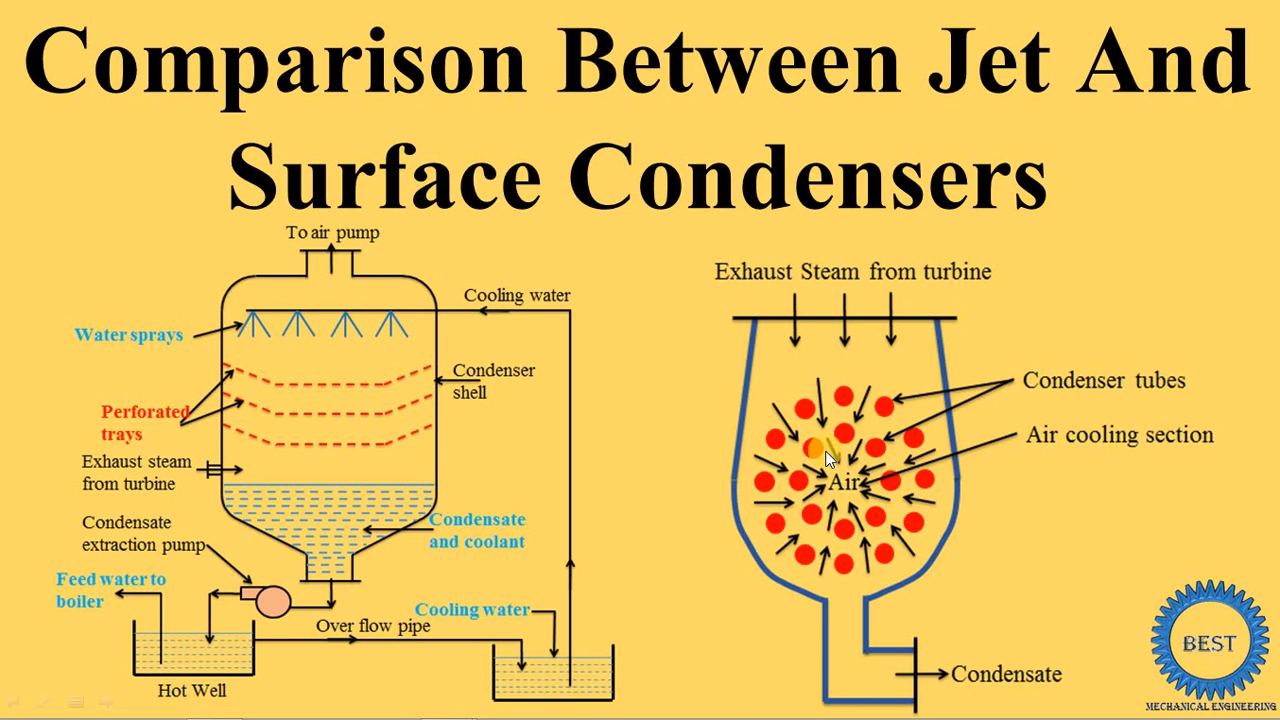 Comparison Between Jet And
Surface Condensers
To air pump
Cooling water
Water sprays
Condenser
shell
Perforated
trays
Exhaust steam
from turbine
Condensate
extraction pump
Condensate
and coolant
Feed water to
boiler
Cooling water
Over flow pipe
Hot Well
Exhaust Steam from turbine
Condenser tubes
Air cooling section
Air
Condensate
BEST
MECHANICAL ENGINEERING